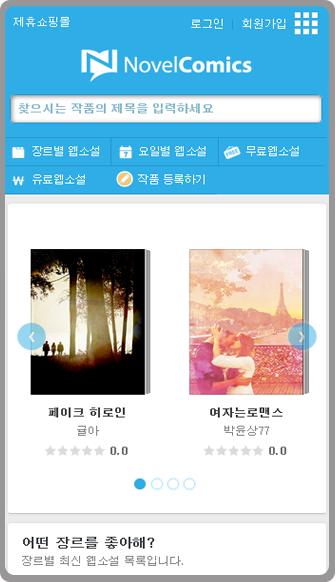 제휴쇼핑몰
로그인 | 회원가입
NovelComics
찾으시는 작품의 제목을 입력하세요
장르별 웹소설
7 요일별 웹소설
FREE 무료웹소설
₩ 유료웹소설
작품 등록하기
페이크 히로인
귤아
0.0
여자는로맨스
박윤상77
0.0
어떤 장르를 좋아해?
장르별 최신 웹소설 목록입니다.